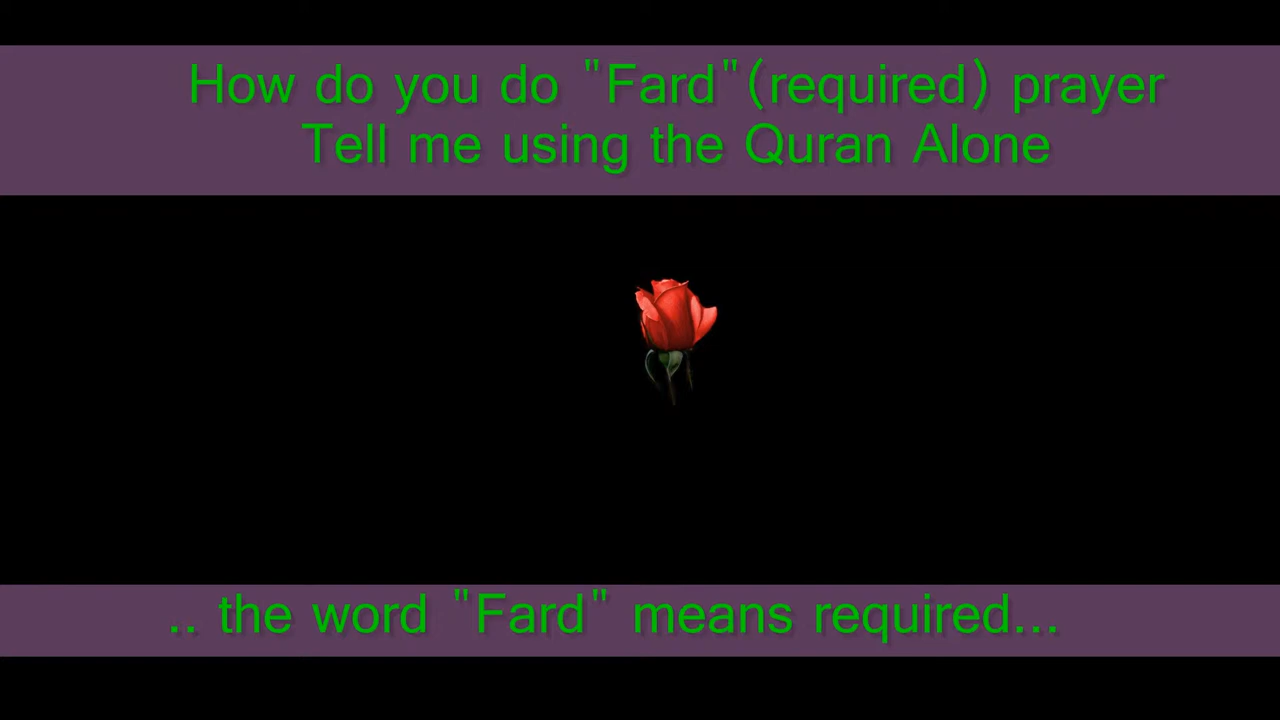 How do you do "Fard"(required) prayer
Tell me using the Quran Alone
.. the word "Fard" means required...